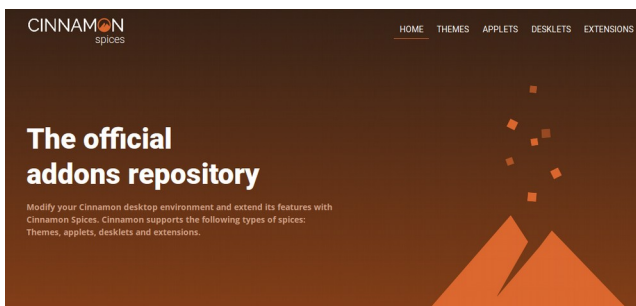 CINNAMON
spices
HOME THEMES APPLETS DESKLETS EXTENSIONS
The official
addons repository
Modify your Cinnamon desktop environment and extend its features with
Cinnamon Spices. Cinnamon supports the following types of spices:
Themes, applets, desklets and extensions.